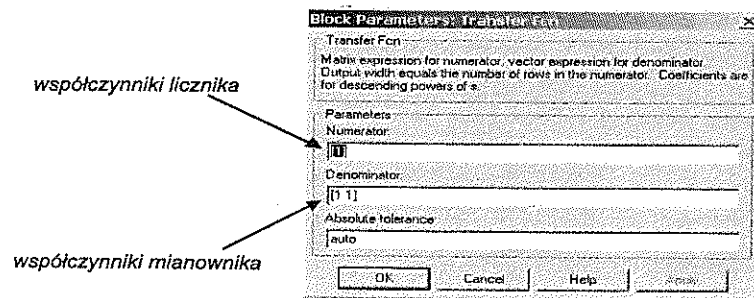 Block Parameters: Transfer Fcn
Transfer Fcn
Matrix expression for numerator, vector expression for denominator.
Output width equals the number of rows in the numerator. Coefficients are
for descending powers of s.
współczynniki licznika
Parameters
Numerator:
[1]
Denominator:
[1 1]
Absolute tolerance:
auto
współczynniki mianownika
OK Cancel Help Apply